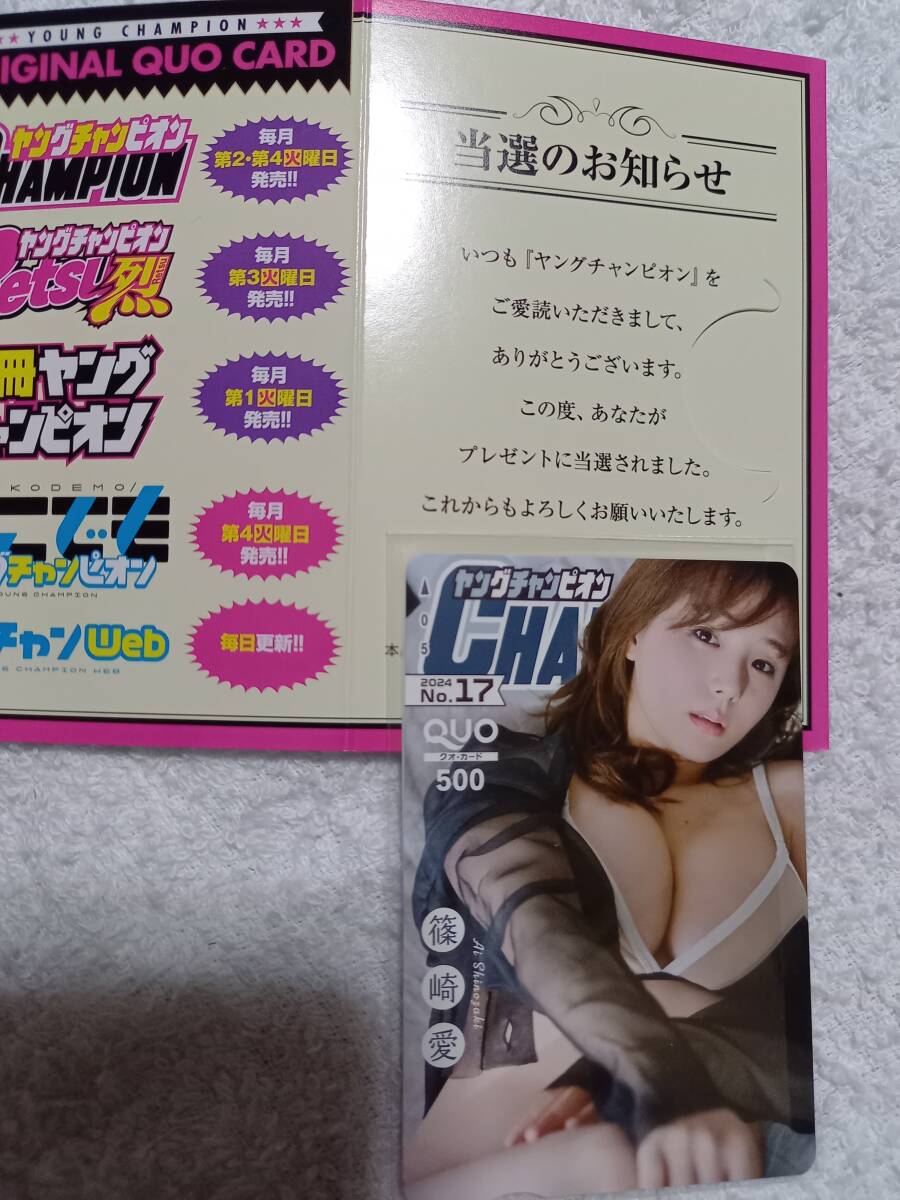 ★★ YOUNG CHAMPION ★★★
IGINAL QUO CARD
ヤングチャンピオン
CHAMPION
毎月
第2・第4火曜日
発売!!
ヤングチャンピオン
Retsu烈
毎月
第3火曜日
発売!!
冊ヤング
ャンピオン
毎月
第1火曜日
発売!!
KODEMO/
こでも
グチャンピオン
YOUNG CHAMPION
毎月
第4火曜日
発売!!
チャンWeb
CHAMPION WEB
毎日更新!!
当選のお知らせ
いつも『ヤングチャンピオン』を
ご愛読いただきまして、
ありがとうございます。
この度、あなたが
プレゼントに当選されました。
これからもよろしくお願いいたします。
本
▲
0
5
ヤングチャンピオン
CHA
2024
No.17
QUO
クオ・カード
500
篠崎愛
Ai Shinozaki